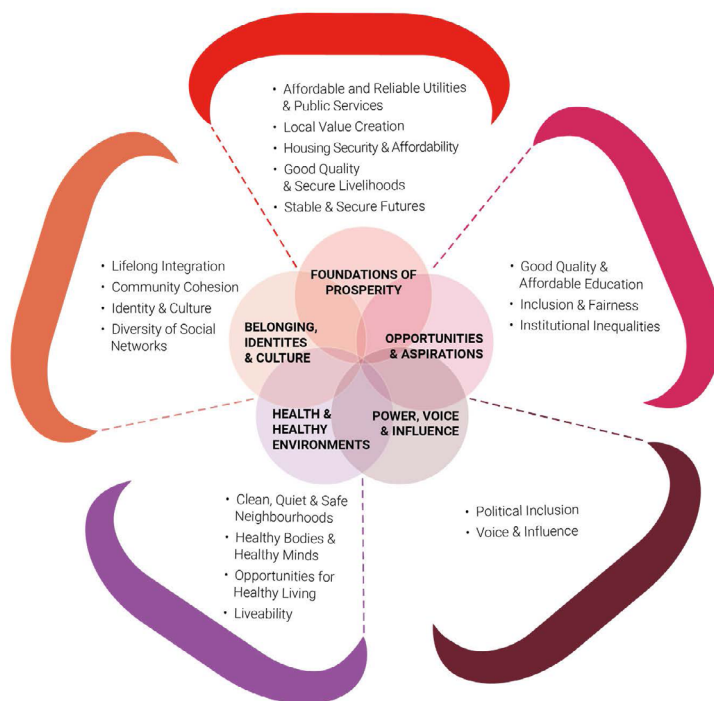 • Affordable and Reliable Utilities
& Public Services
• Local Value Creation
• Housing Security & Affordability
• Good Quality
& Secure Livelihoods
• Stable & Secure Futures
• Lifelong Integration
• Community Cohesion
• Identity & Culture
• Diversity of Social
Networks
• Good Quality &
Affordable Education
• Inclusion & Fairness
• Institutional Inequalities
FOUNDATIONS OF
PROSPERITY
BELONGING,
IDENTITES
& CULTURE
OPPORTUNITIES
& ASPIRATIONS
HEALTH &
HEALTHY
ENVIRONMENTS
POWER, VOICE
& INFLUENCE
• Clean, Quiet & Safe
Neighbourhoods
• Healthy Bodies &
Healthy Minds
• Opportunities for
Healthy Living
• Liveability
• Political Inclusion
• Voice & Influence